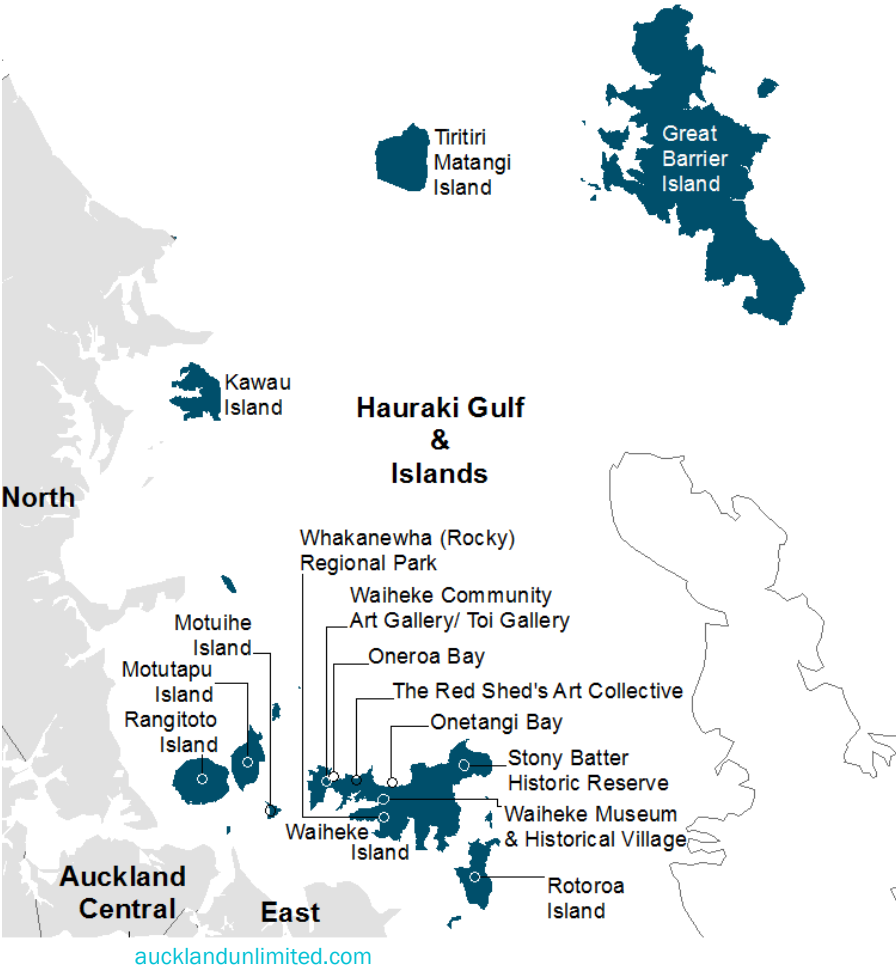 Tiritiri
Matangi
Island
Great
Barrier
Island
Kawau
Island
Hauraki Gulf
&
Islands
North
Whakanewha (Rocky)
Regional Park
Waiheke Community
Art Gallery/ Toi Gallery
Motuihe
Island
Oneroa Bay
Motutapu
Island
The Red Shed's Art Collective
Rangitoto
Island
Onetangi Bay
Stony Batter
Historic Reserve
Waiheke Museum
& Historical Village
Waiheke
Island
Rotoroa
Island
Auckland
Central
East
aucklandunlimited.com